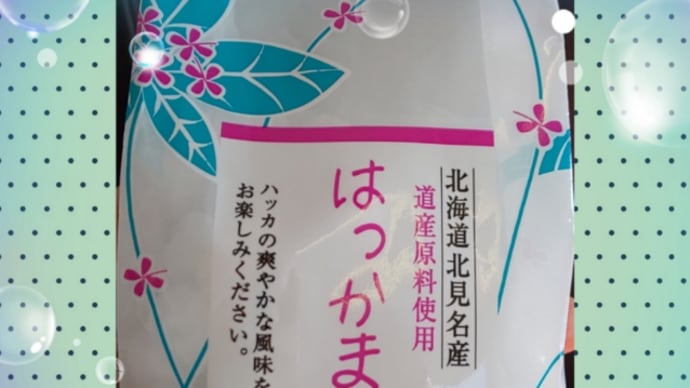 北海道北見名産
道産原料使用
はっかま
ハッカの爽やかな風味を
お楽しみください。